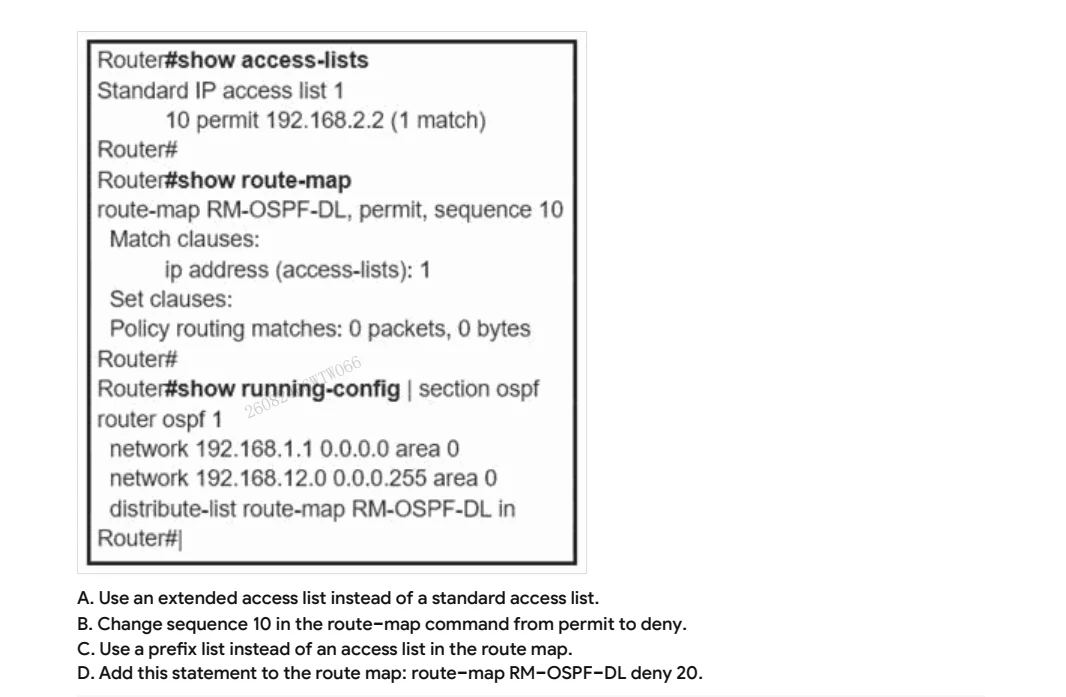 Router#show access-lists
Standard IP access list 1
10 permit 192.168.2.2 (1 match)
Router#
Router#show route-map
route-map RM-OSPF-DL, permit, sequence 10
Match clauses:
ip address (access-lists): 1
Set clauses:
Policy routing matches: 0 packets, 0 bytes
Router#
Router#show running-config | section ospf
router ospf 1
network 192.168.1.1 0.0.0.0 area 0
network 192.168.12.0 0.0.0.255 area 0
distribute-list route-map RM-OSPF-DL in
Router#|
A. Use an extended access list instead of a standard access list.
B. Change sequence 10 in the route-map command from permit to deny.
C. Use a prefix list instead of an access list in the route map.
D. Add this statement to the route map: route-map RM-OSPF-DL deny 20.